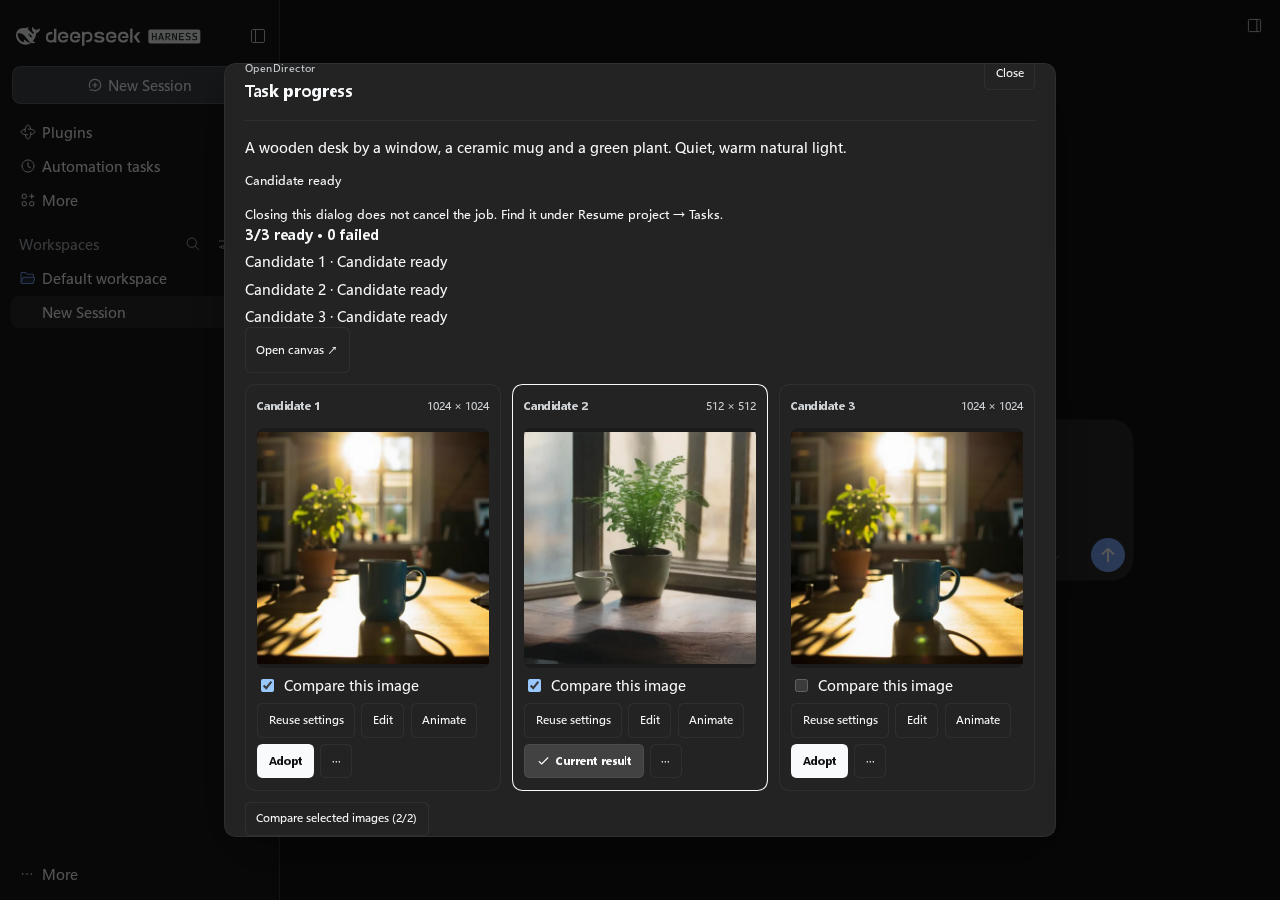 deepseek HARNESS
New Session
Plugins
Automation tasks
More
Workspaces
Default workspace
New Session
More
OpenDirector
Task progress
Close
A wooden desk by a window, a ceramic mug and a green plant. Quiet, warm natural light.
Candidate ready
Closing this dialog does not cancel the job. Find it under Resume project → Tasks.
3/3 ready • 0 failed
Candidate 1 · Candidate ready
Candidate 2 · Candidate ready
Candidate 3 · Candidate ready
Open canvas ↗
Candidate 1 1024 × 1024
Compare this image
Reuse settings Edit Animate
Adopt ...
Candidate 2 512 × 512
Compare this image
Reuse settings Edit Animate
✓ Current result ...
Candidate 3 1024 × 1024
Compare this image
Reuse settings Edit Animate
Adopt ...
Compare selected images (2/2)